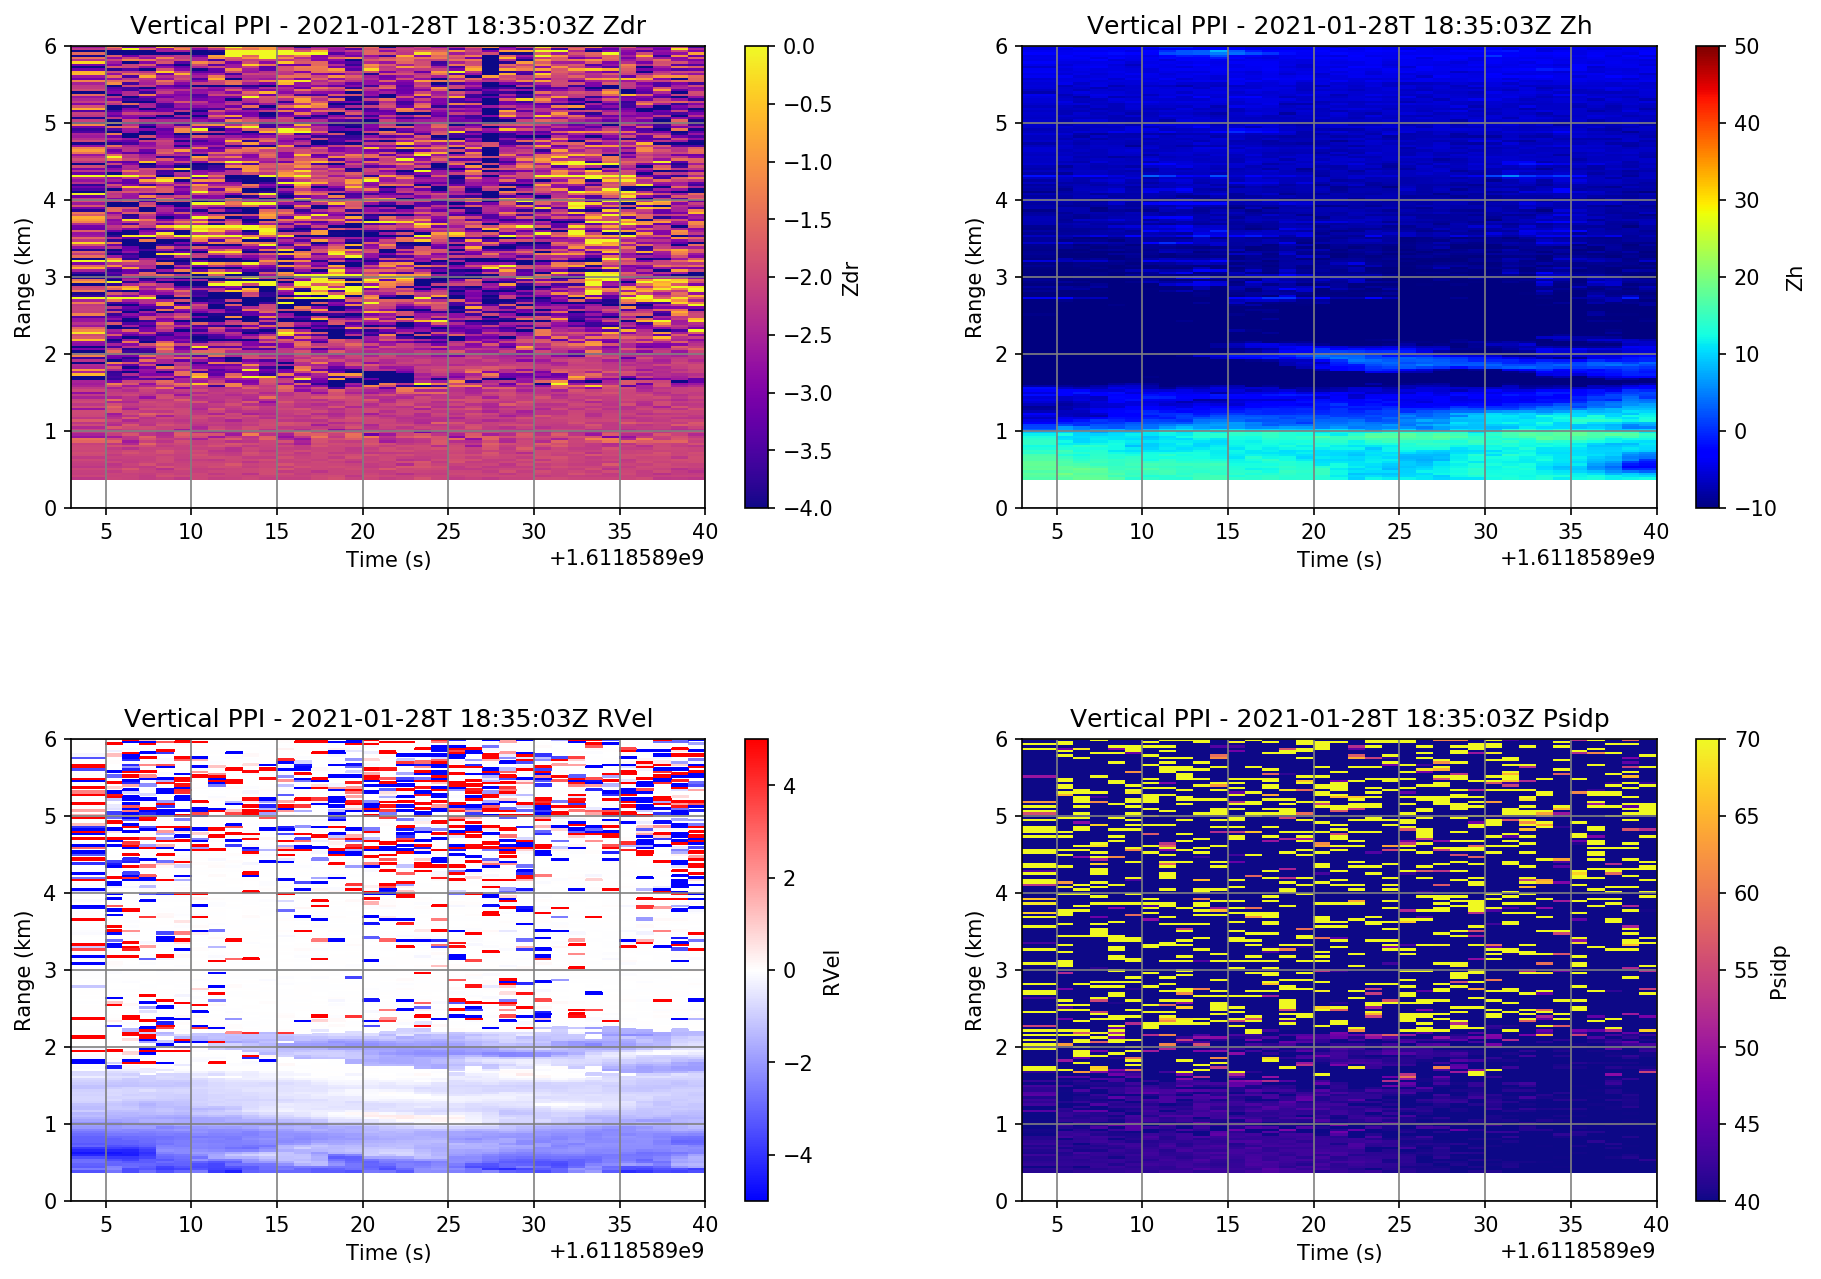 Vertical PPI - 2021-01-28T 18:35:03Z Zdr
6
5
4
3
2
1
0
Range (km)
5 10 15 20 25 30 35 40
Time (s)
+1.6118589e9
0.0
−0.5
−1.0
−1.5
−2.0
−2.5
−3.0
−3.5
−4.0
Zdr
Vertical PPI - 2021-01-28T 18:35:03Z Zh
6
5
4
3
2
1
0
Range (km)
5 10 15 20 25 30 35 40
Time (s)
+1.6118589e9
50
40
30
20
10
0
−10
Zh
Vertical PPI - 2021-01-28T 18:35:03Z RVel
6
5
4
3
2
1
0
Range (km)
5 10 15 20 25 30 35 40
Time (s)
+1.6118589e9
4
2
0
−2
−4
RVel
Vertical PPI - 2021-01-28T 18:35:03Z Psidp
6
5
4
3
2
1
0
Range (km)
5 10 15 20 25 30 35 40
Time (s)
+1.6118589e9
70
65
60
55
50
45
40
Psidp